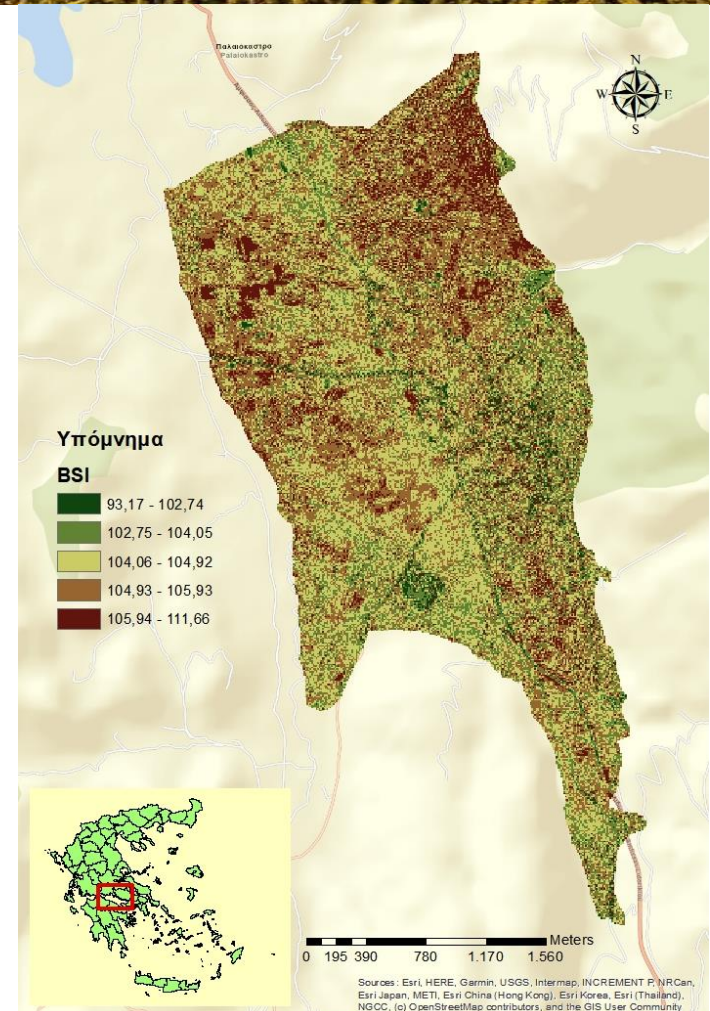 Παλαιόκαστρο
Palaiokastro
N
W E
S
Υπόμνημα
BSI
93,17 - 102,74
102,75 - 104,05
104,06 - 104,92
104,93 - 105,93
105,94 - 111,66
Meters
0 195 390 780 1.170 1.560
Sources: Esri, HERE, Garmin, USGS, Intermap, INCREMENT P, NRCan,
Esri Japan, METI, Esri China (Hong Kong), Esri Korea, Esri (Thailand),
NGCC, (c) OpenStreetMap contributors, and the GIS User Community